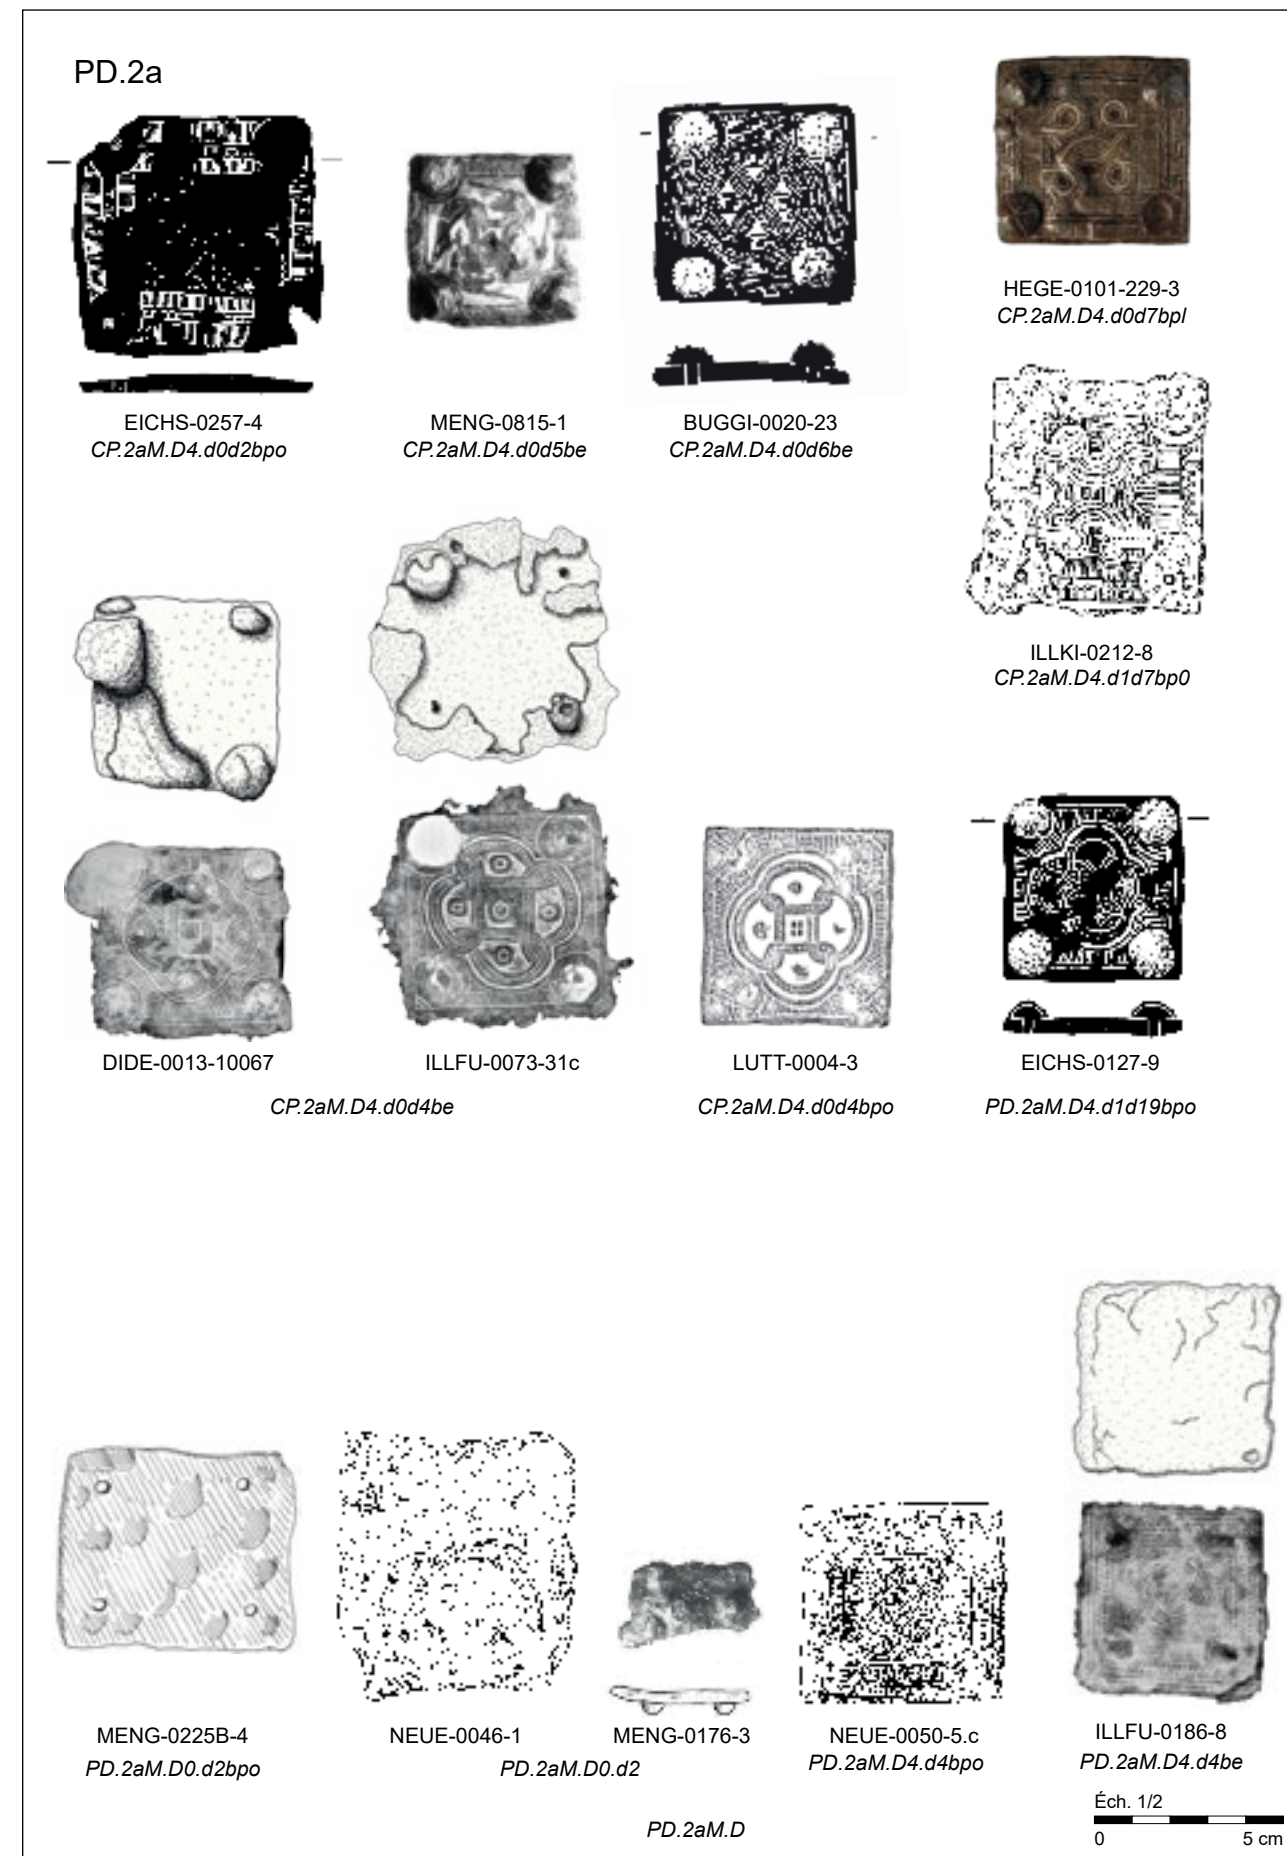 PD.2a
EICHS-0257-4
CP.2aM.D4.d0d2bpo
MENG-0815-1
CP.2aM.D4.d0d5be
BUGGI-0020-23
CP.2aM.D4.d0d6be
HEGE-0101-229-3
CP.2aM.D4.d0d7bpl
ILLKI-0212-8
CP.2aM.D4.d1d7bp0
DIDE-0013-10067
ILLFU-0073-31c
CP.2aM.D4.d0d4be
LUTT-0004-3
CP.2aM.D4.d0d4bpo
EICHS-0127-9
PD.2aM.D4.d1d19bpo
MENG-0225B-4
PD.2aM.D0.d2bpo
NEUE-0046-1
MENG-0176-3
PD.2aM.D0.d2
NEUE-0050-5.c
PD.2aM.D4.d4bpo
ILLFU-0186-8
PD.2aM.D4.d4be
PD.2aM.D
Éch. 1/2
0 5 cm